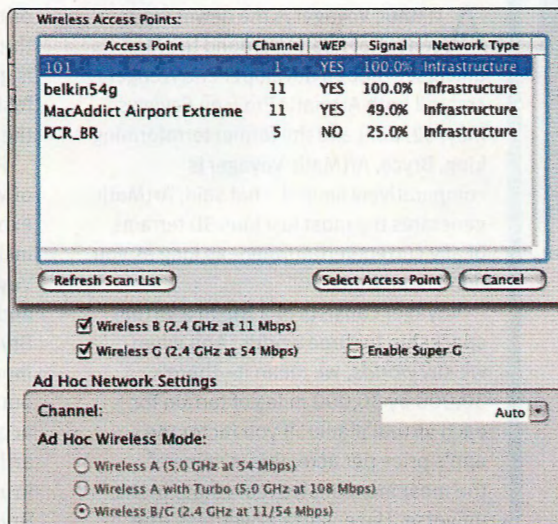 Wireless Access Points:
Access Point Channel WEP Signal Network Type
101 1 YES 100.0% Infrastructure
belkin54g 11 YES 100.0% Infrastructure
MacAddict Airport Extreme 11 YES 49.0% Infrastructure
PCR_BR 5 NO 25.0% Infrastructure
Refresh Scan List Select Access Point Cancel
Wireless B (2.4 GHz at 11 Mbps)
Wireless G (2.4 GHz at 54 Mbps) Enable Super G
Ad Hoc Network Settings
Channel: Auto
Ad Hoc Wireless Mode:
Wireless A (5.0 GHz at 54 Mbps)
Wireless A with Turbo (5.0 GHz at 108 Mbps)
Wireless B/G (2.4 GHz at 11/54 Mbps)